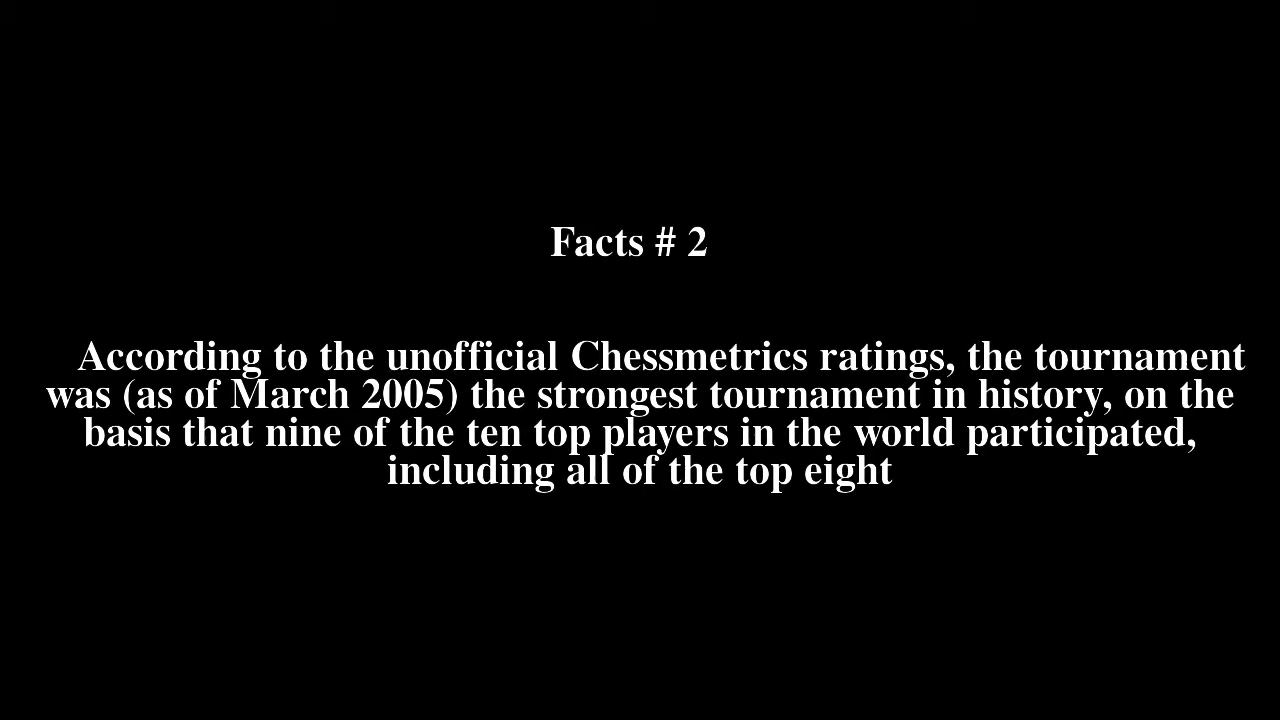 Facts # 2
According to the unofficial Chessmetrics ratings, the tournament
was (as of March 2005) the strongest tournament in history, on the
basis that nine of the ten top players in the world participated,
including all of the top eight